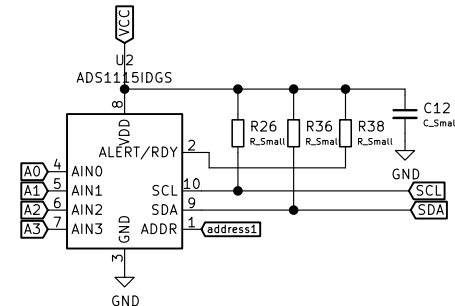 VCC
U2
ADS1115IDGS
8
VDD
ALERT/RDY 2
R26
R_Small
R36
R_Small
R38
R_Small
C12
C_Smal
GND
A0 4 AIN0
A1 5 AIN1
A2 6 AIN2
A3 7 AIN3
SCL 10 SCL
SDA 9 SDA
ADDR 1 address1
GND
3
GND